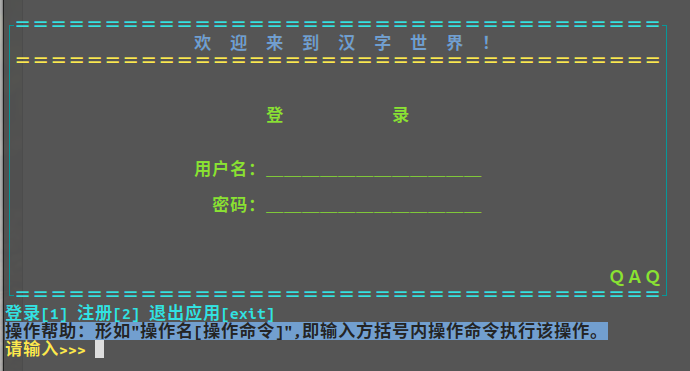 ====================================
欢 迎 来 到 汉 字 世 界 !
====================================
登 录
用户名：________________________
密码：________________________
QAQ
====================================
登录[1] 注册[2] 退出应用[exit]
操作帮助：形如"操作名[操作命令]",即输入方括号内操作命令执行该操作。
请输入>>>